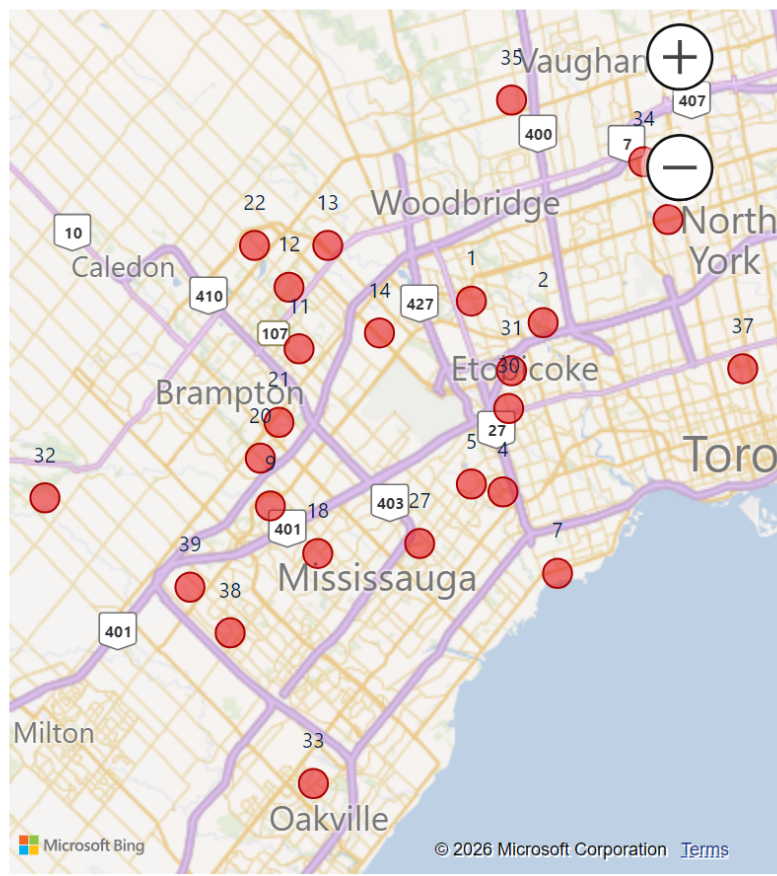 35
Vaughan
+
407
400
34
7
−
22
13
Woodbridge
North
York
10
12
Caledon
1
410
427
2
11
14
107
31
37
Etobicoke
30
21
Brampton
20
27
5
4
Toro
32
9
403
27
18
401
7
39
Mississauga
38
401
Milton
33
Oakville
Microsoft Bing
© 2026 Microsoft Corporation Terms